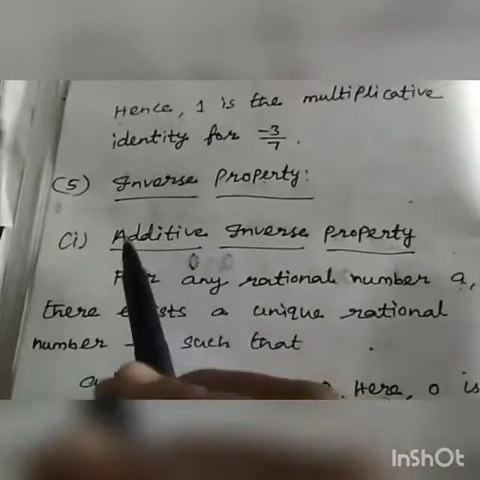 Hence, 1 is the multiplicative
identity for -3/7.
(5) Inverse Property:
(i) Additive Inverse Property
any rational number a,
there a unique rational
number such that
a . Here, 0 is
InShOt